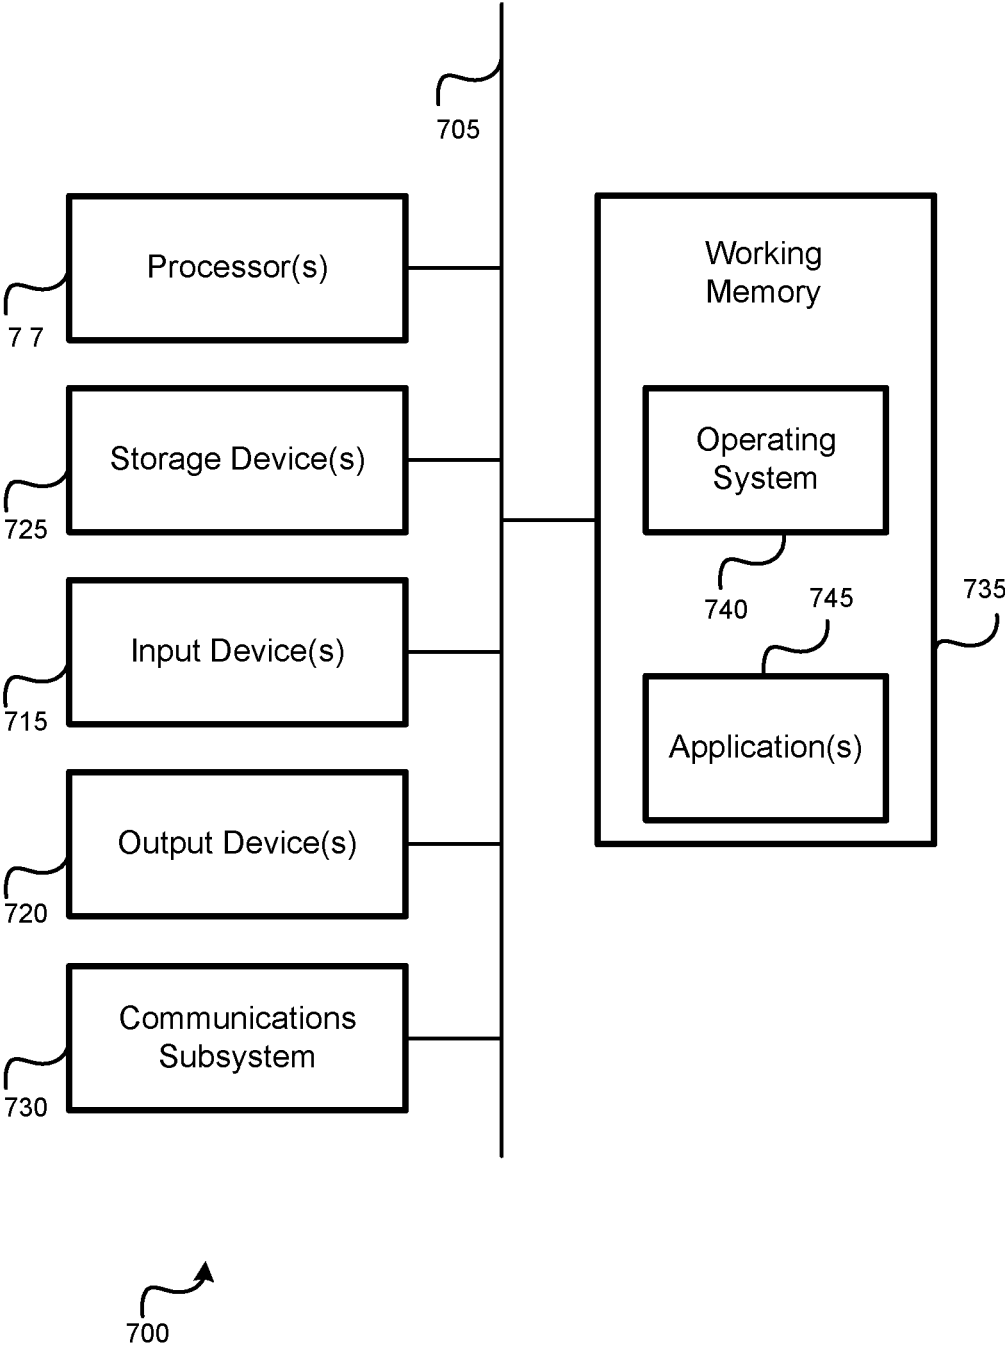 705
Processor(s)
7 7
Storage Device(s)
725
Input Device(s)
715
Output Device(s)
720
Communications
Subsystem
730
Working
Memory
Operating
System
740
745
735
Application(s)
700